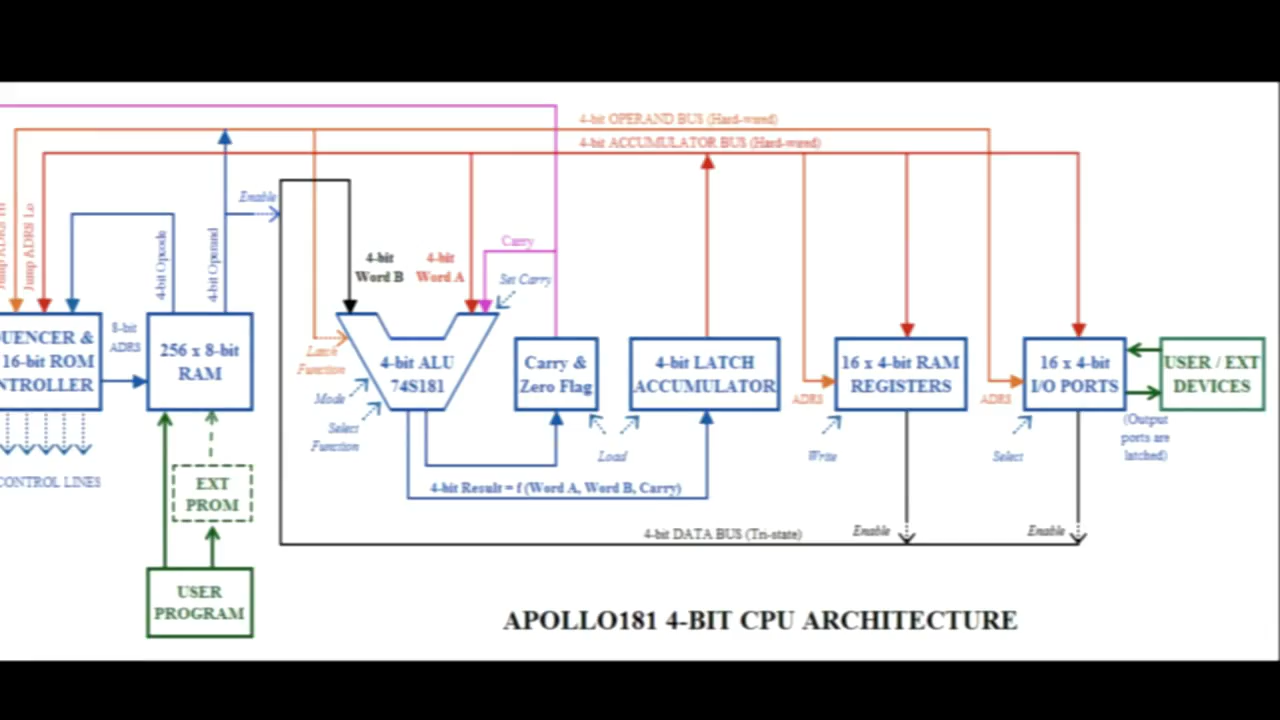 4-bit OPERAND BUS (Hard-wired)
4-bit ACCUMULATOR BUS (Hard-wired)
Jump ADRS Lo
4-bit Opcode
4-bit Operand
Enable
4-bit
Word B
4-bit
Word A
Carry
Set Carry
UENCER &
16-bit ROM
NTROLLER
8-bit
ADRS
256 x 8-bit
RAM
Latch
Function
Mode
Select
Function
4-bit ALU
74S181
Carry &
Zero Flag
4-bit LATCH
ACCUMULATOR
ADRS
16 x 4-bit RAM
REGISTERS
ADRS
16 x 4-bit
I/O PORTS
USER / EXT
DEVICES
(Output
ports are
latched)
Load
Write
Select
CONTROL LINES
EXT
PROM
4-bit Result = f (Word A, Word B, Carry)
4-bit DATA BUS (Tri-state)
Enable
Enable
USER
PROGRAM
APOLLO181 4-BIT CPU ARCHITECTURE